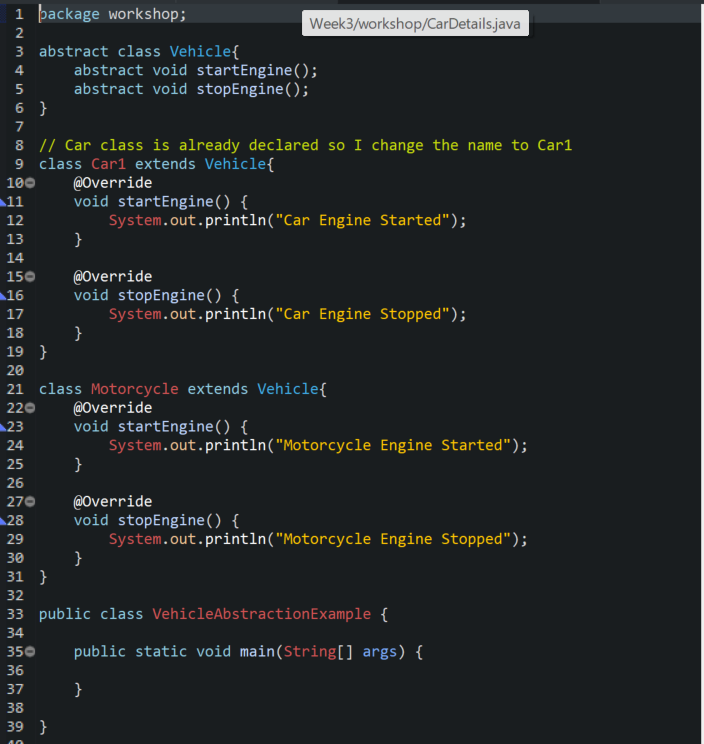 1 package workshop;
Week3/workshop/CarDetails.java
2
3 abstract class Vehicle{
4     abstract void startEngine();
5     abstract void stopEngine();
6 }
7
8 // Car class is already declared so I change the name to Car1
9 class Car1 extends Vehicle{
10     @Override
11     void startEngine() {
12         System.out.println("Car Engine Started");
13     }
14
15     @Override
16     void stopEngine() {
17         System.out.println("Car Engine Stopped");
18     }
19 }
20
21 class Motorcycle extends Vehicle{
22     @Override
23     void startEngine() {
24         System.out.println("Motorcycle Engine Started");
25     }
26
27     @Override
28     void stopEngine() {
29         System.out.println("Motorcycle Engine Stopped");
30     }
31 }
32
33 public class VehicleAbstractionExample {
34
35     public static void main(String[] args) {
36
37     }
38
39 }